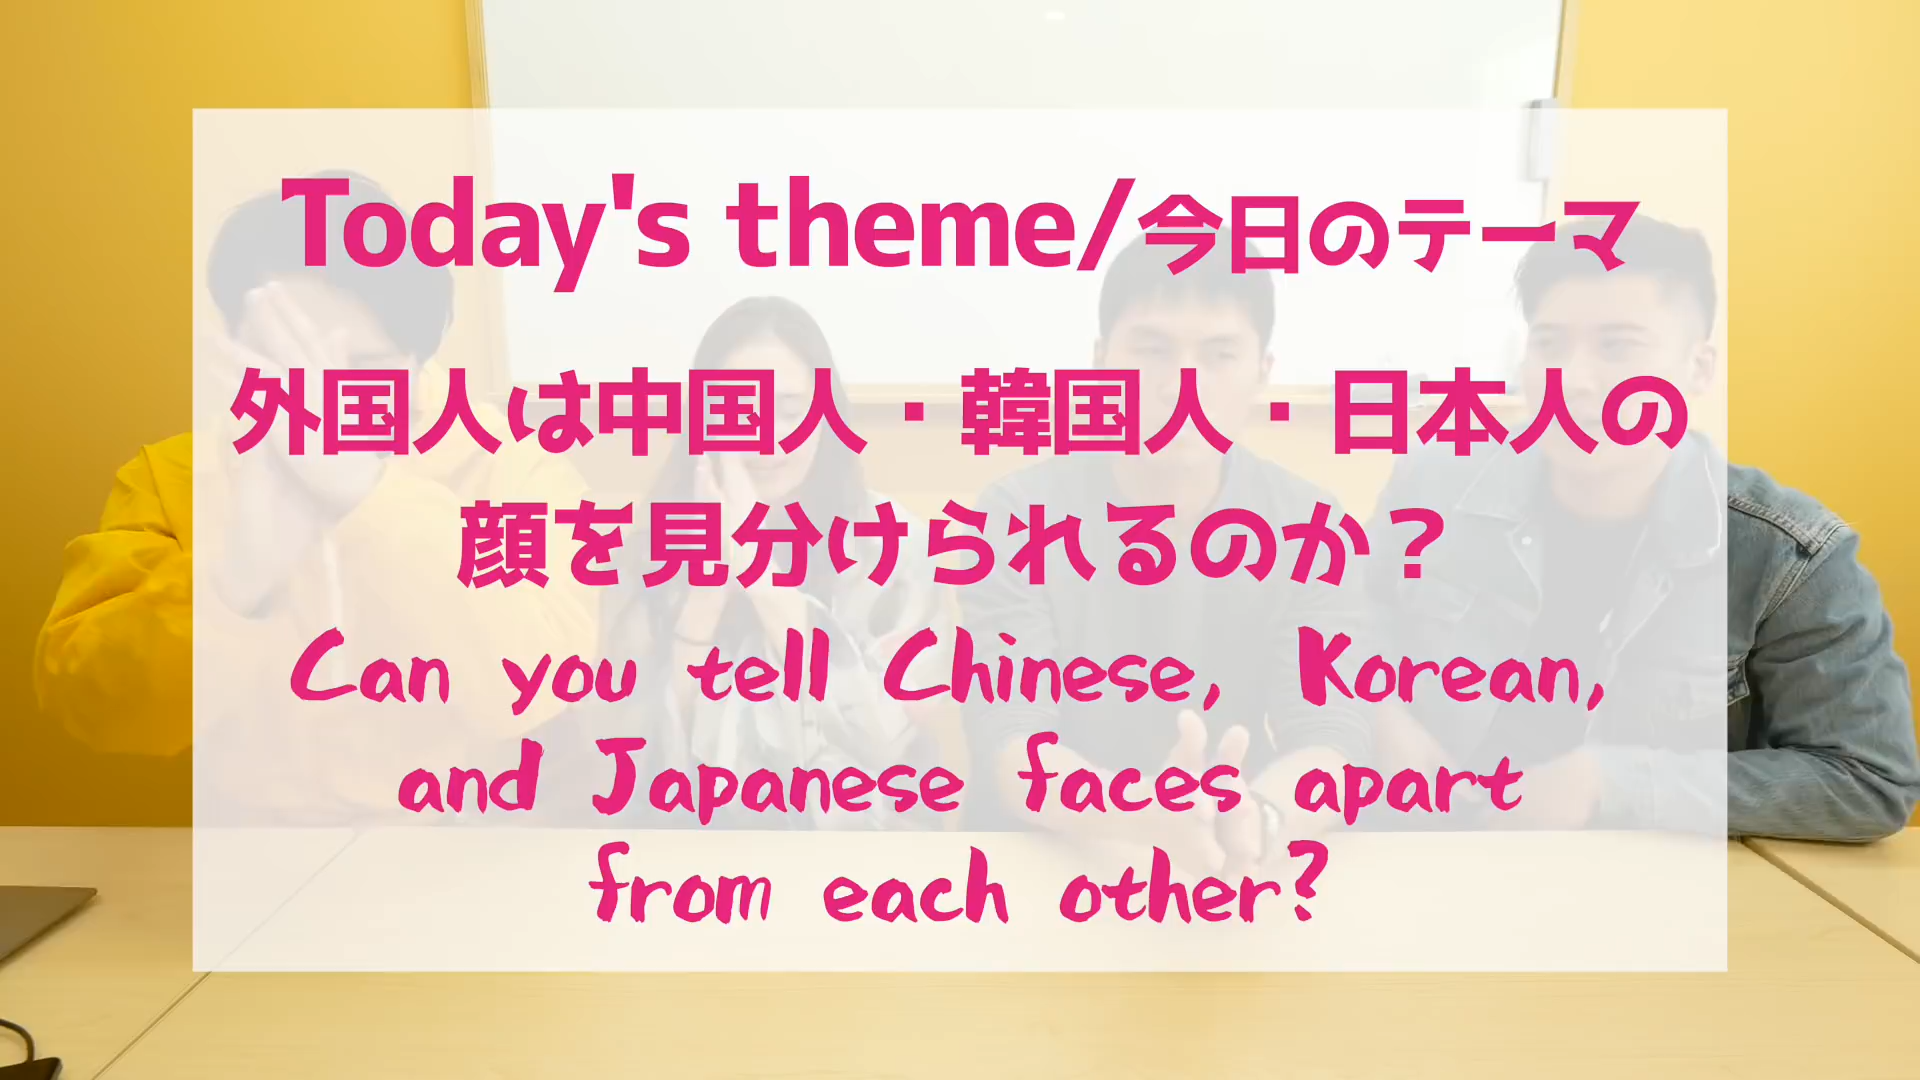 Today's theme/今日のテーマ
外国人は中国人・韓国人・日本人の
顔を見分けられるのか？
Can you tell Chinese, Korean,
and Japanese faces apart
from each other?